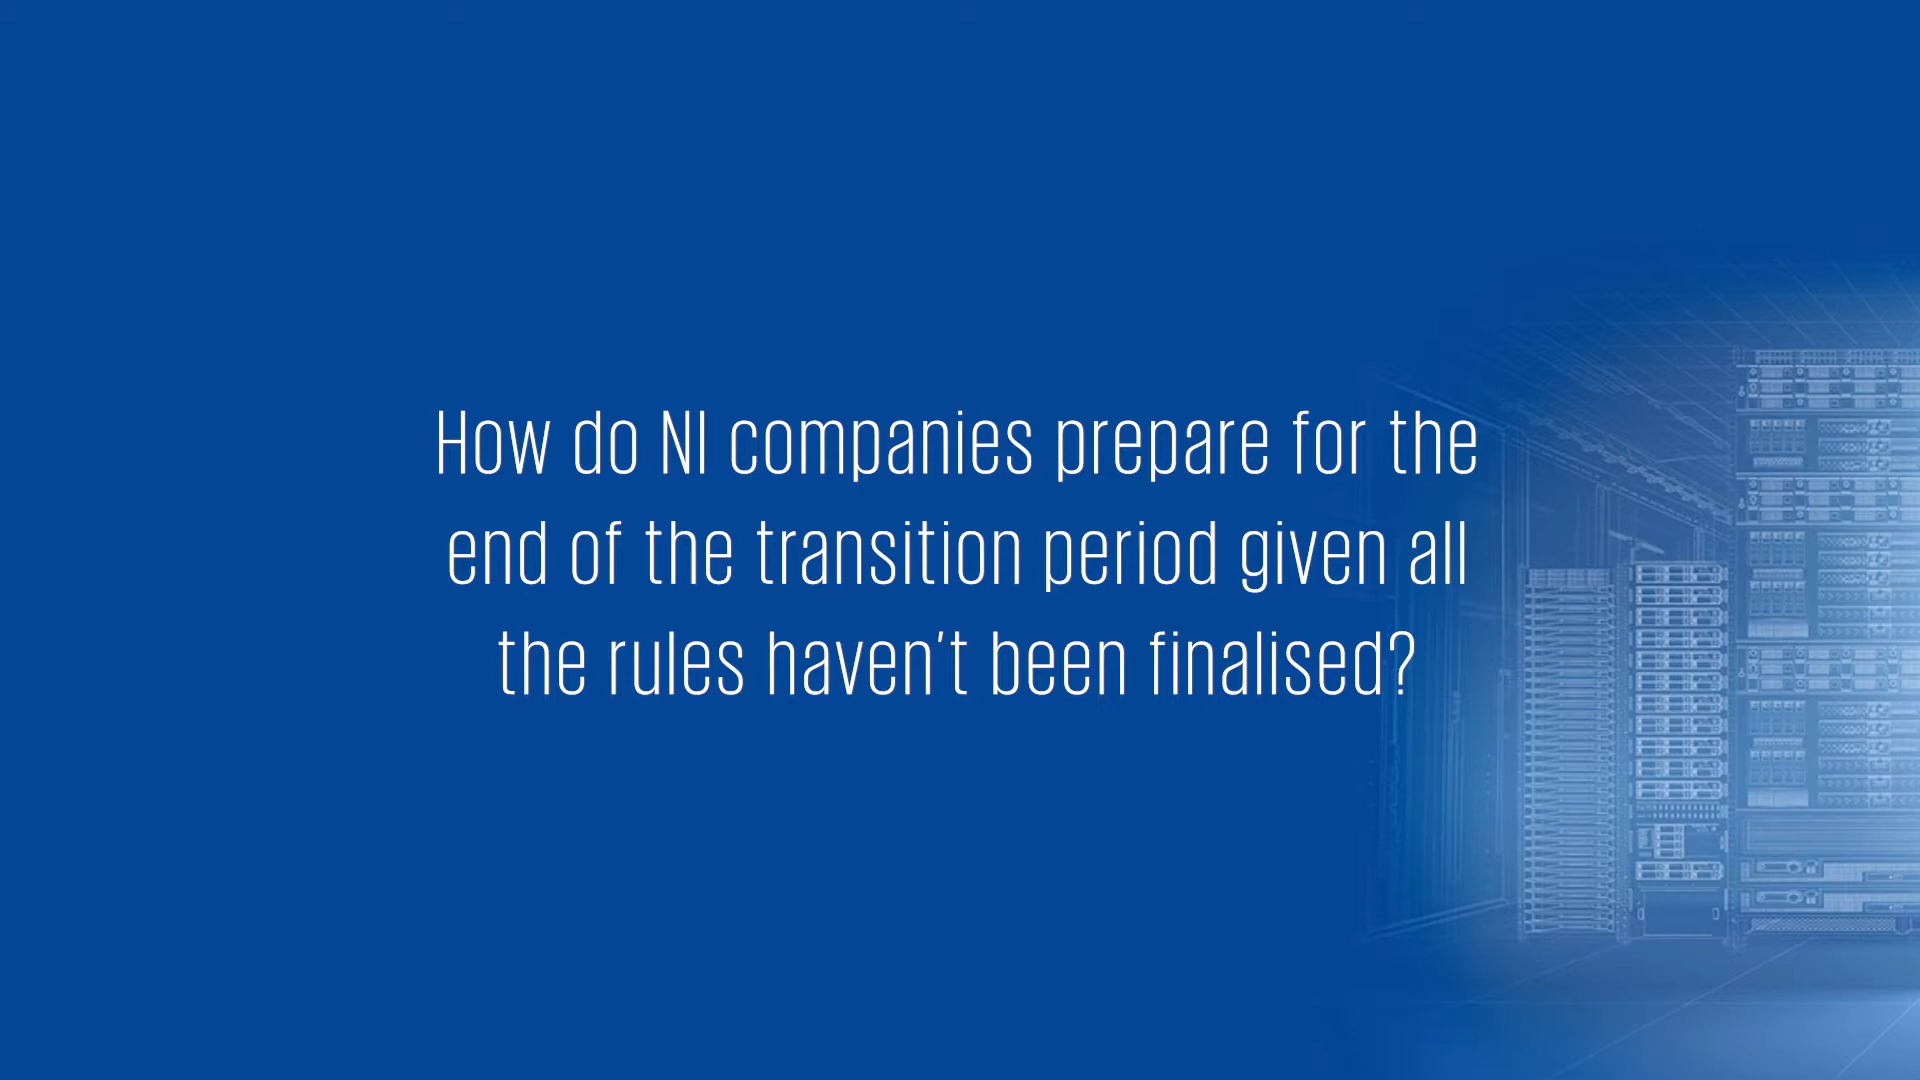 How do NI companies prepare for the
end of the transition period given all
the rules haven't been finalised?